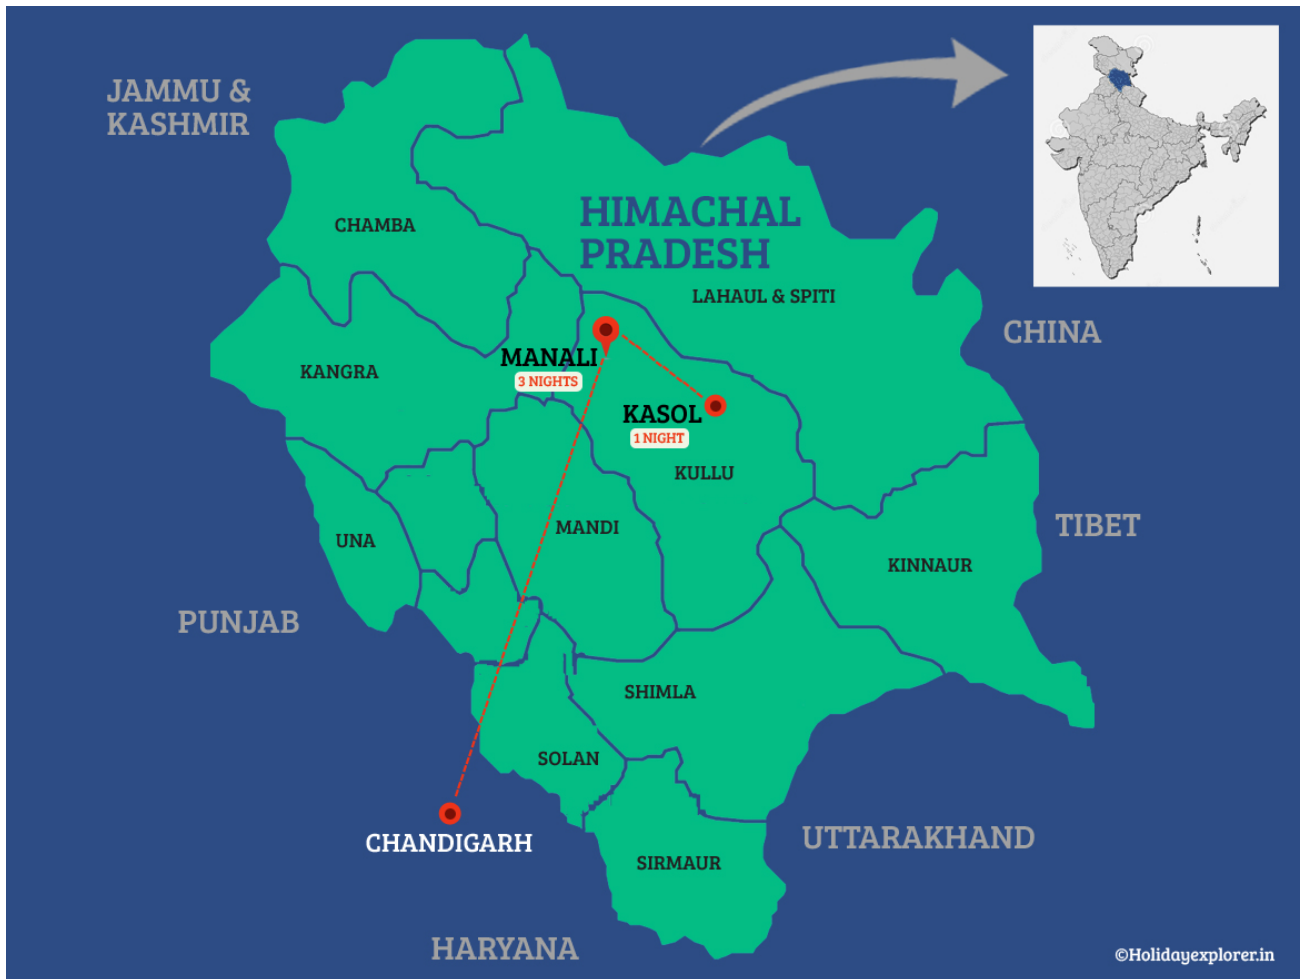 JAMMU &
KASHMIR
CHAMBA
HIMACHAL
PRADESH
LAHAUL & SPITI
CHINA
MANALI
3 NIGHTS
KANGRA
KASOL
1 NIGHT
KULLU
MANDI
UNA
TIBET
KINNAUR
PUNJAB
SHIMLA
SOLAN
CHANDIGARH
UTTARAKHAND
SIRMAUR
HARYANA
©Holidayexplorer.in